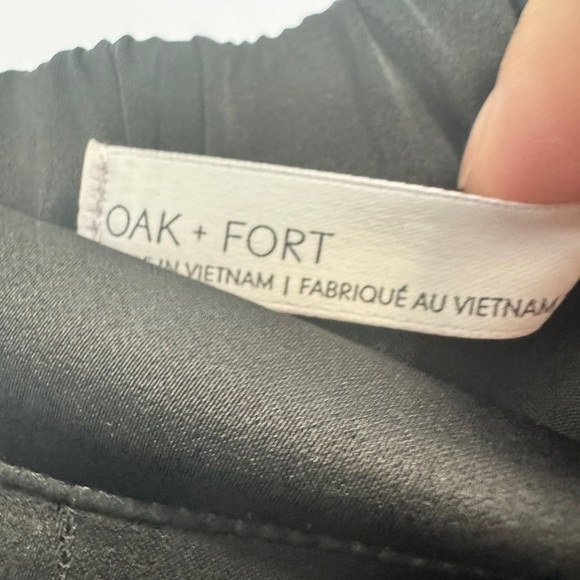 OAK + FORT
IN VIETNAM | FABRIQUÉ AU VIETNAM